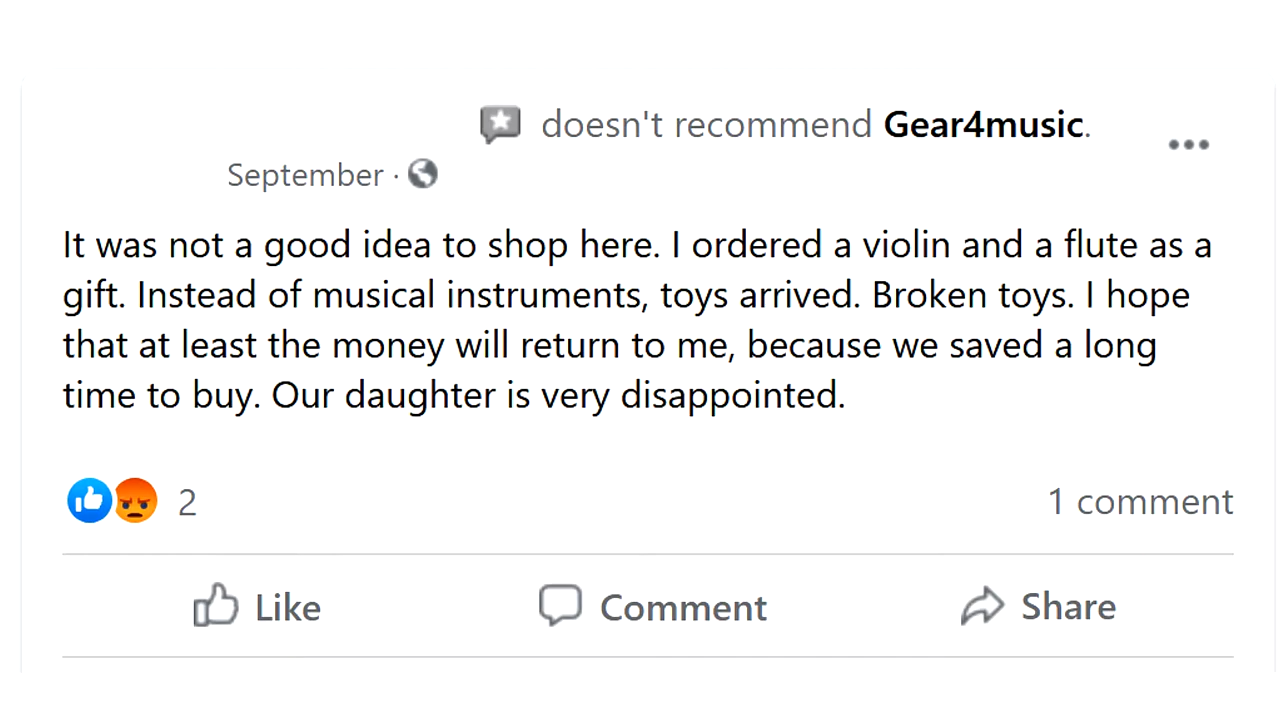 doesn't recommend Gear4music.
September ·
It was not a good idea to shop here. I ordered a violin and a flute as a
gift. Instead of musical instruments, toys arrived. Broken toys. I hope
that at least the money will return to me, because we saved a long
time to buy. Our daughter is very disappointed.
2 1 comment
Like Comment Share